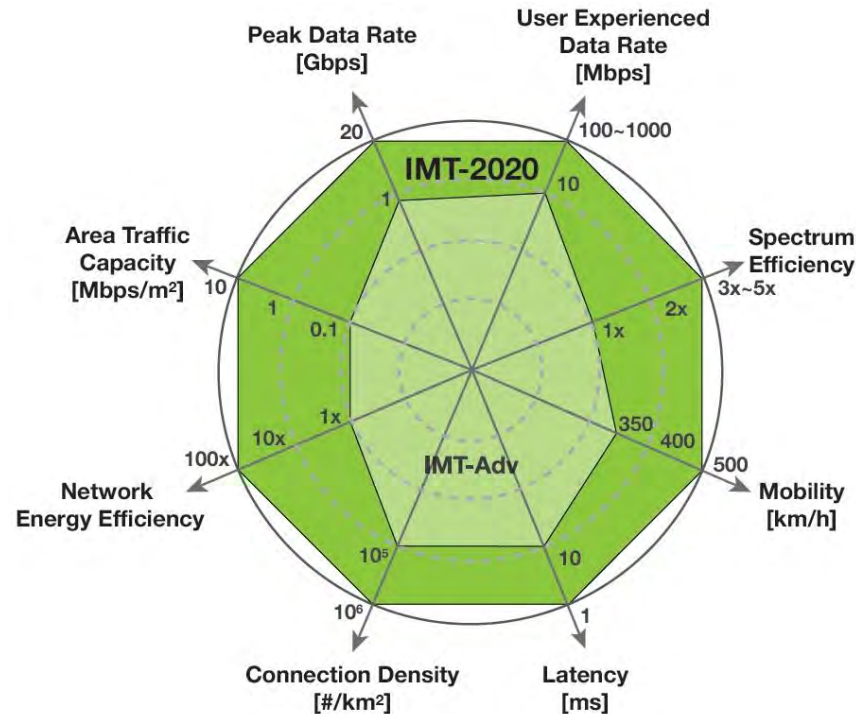 Peak Data Rate
[Gbps]
User Experienced
Data Rate
[Mbps]
20
100~1000
IMT-2020
1
10
Area Traffic
Capacity
[Mbps/m²]
Spectrum
Efficiency
10
1
0.1
1x
2x
3x~5x
1x
10x
100x
350
400
500
Network
Energy Efficiency
IMT-Adv
Mobility
[km/h]
10⁵
10
10⁶
1
Connection Density
[#/km²]
Latency
[ms]